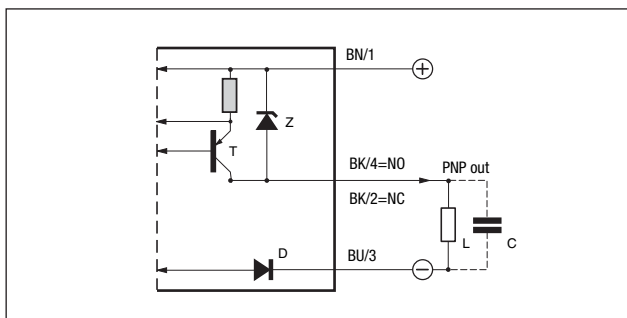 BN/1
+
Z
T
BK/4=NO
PNP out
BK/2=NC
L
C
D
BU/3
−